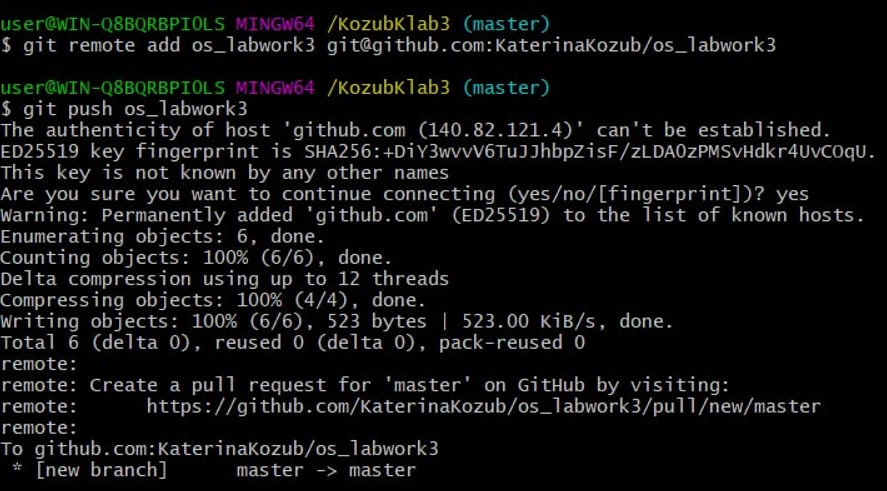 user@WIN-Q8BQRBPI0LS MINGW64 /KozubKlab3 (master)
$ git remote add os_labwork3 git@github.com:KaterinaKozub/os_labwork3
user@WIN-Q8BQRBPI0LS MINGW64 /KozubKlab3 (master)
$ git push os_labwork3
The authenticity of host 'github.com (140.82.121.4)' can't be established.
ED25519 key fingerprint is SHA256:+DiY3wvvV6TuJJhbpZisF/zLDA0zPMSvHdkr4UvCOqU.
This key is not known by any other names
Are you sure you want to continue connecting (yes/no/[fingerprint])? yes
Warning: Permanently added 'github.com' (ED25519) to the list of known hosts.
Enumerating objects: 6, done.
Counting objects: 100% (6/6), done.
Delta compression using up to 12 threads
Compressing objects: 100% (4/4), done.
Writing objects: 100% (6/6), 523 bytes | 523.00 KiB/s, done.
Total 6 (delta 0), reused 0 (delta 0), pack-reused 0
remote:
remote: Create a pull request for 'master' on GitHub by visiting:
remote:      https://github.com/KaterinaKozub/os_labwork3/pull/new/master
remote:
To github.com:KaterinaKozub/os_labwork3
 * [new branch]      master -> master